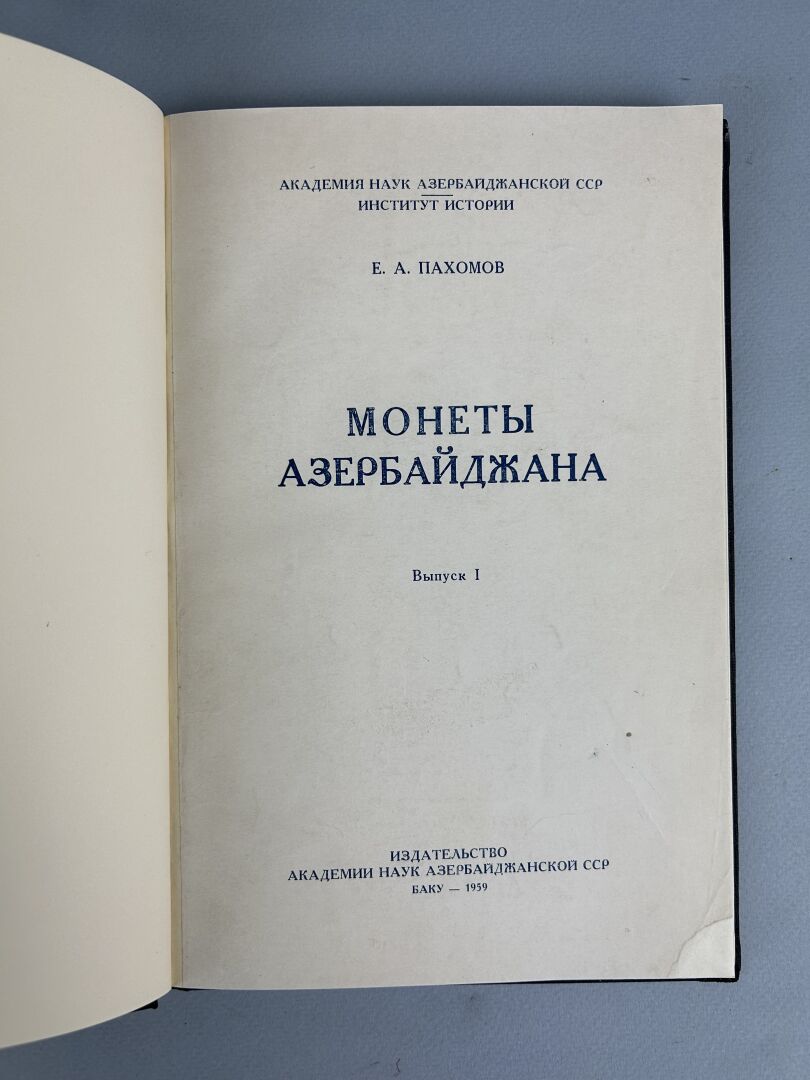 АКАДЕМИЯ НАУК АЗЕРБАЙДЖАНСКОЙ ССР
ИНСТИТУТ ИСТОРИИ
Е. А. ПАХОМОВ
МОНЕТЫ
АЗЕРБАЙДЖАНА
Выпуск I
ИЗДАТЕЛЬСТВО
АКАДЕМИИ НАУК АЗЕРБАЙДЖАНСКОЙ ССР
БАКУ — 1959